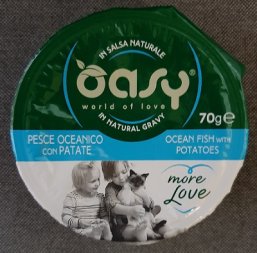 IN SALSA NATURALE
oasy®
world of love
IN NATURAL GRAVY
70g℮
PESCE OCEANICO
CON PATATE
OCEAN FISH WITH
POTATOES
more
Love